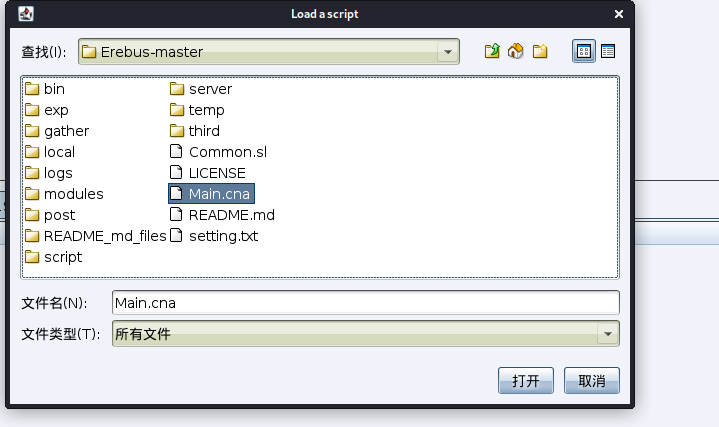 Load a script
查找(I): Erebus-master
bin
exp
gather
local
logs
modules
post
README_md_files
script
server
temp
third
Common.sl
LICENSE
Main.cna
README.md
setting.txt
文件名(N): Main.cna
文件类型(T): 所有文件
打开 取消